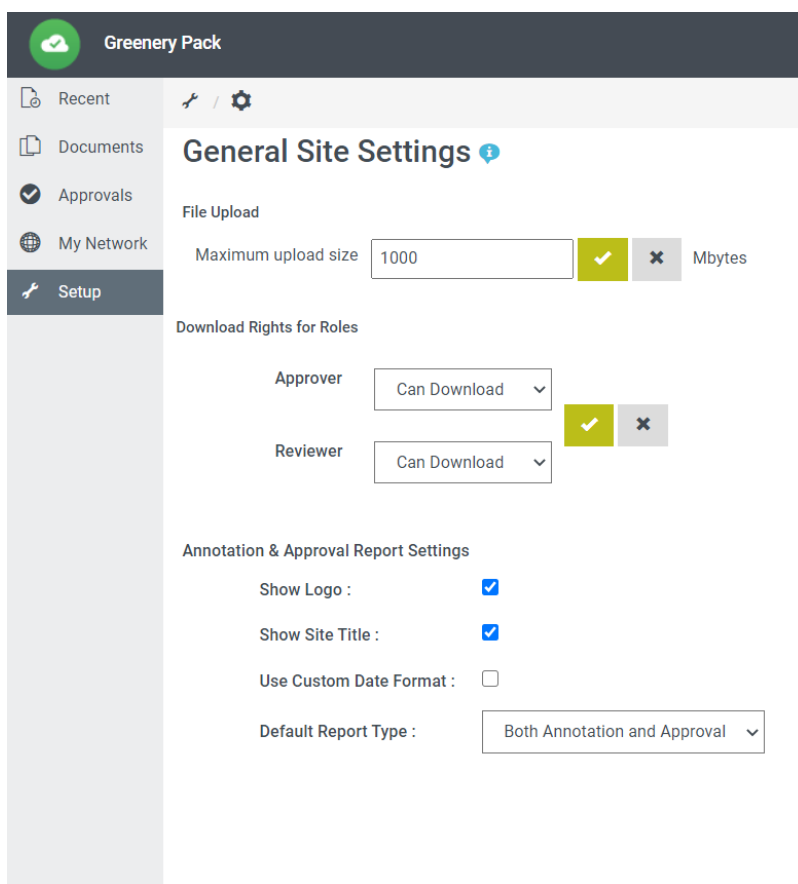 Greenery Pack
Recent
Documents
Approvals
My Network
Setup
/
General Site Settings
File Upload
Maximum upload size 1000 Mbytes
Download Rights for Roles
Approver Can Download
Reviewer Can Download
Annotation & Approval Report Settings
Show Logo :
Show Site Title :
Use Custom Date Format :
Default Report Type : Both Annotation and Approval